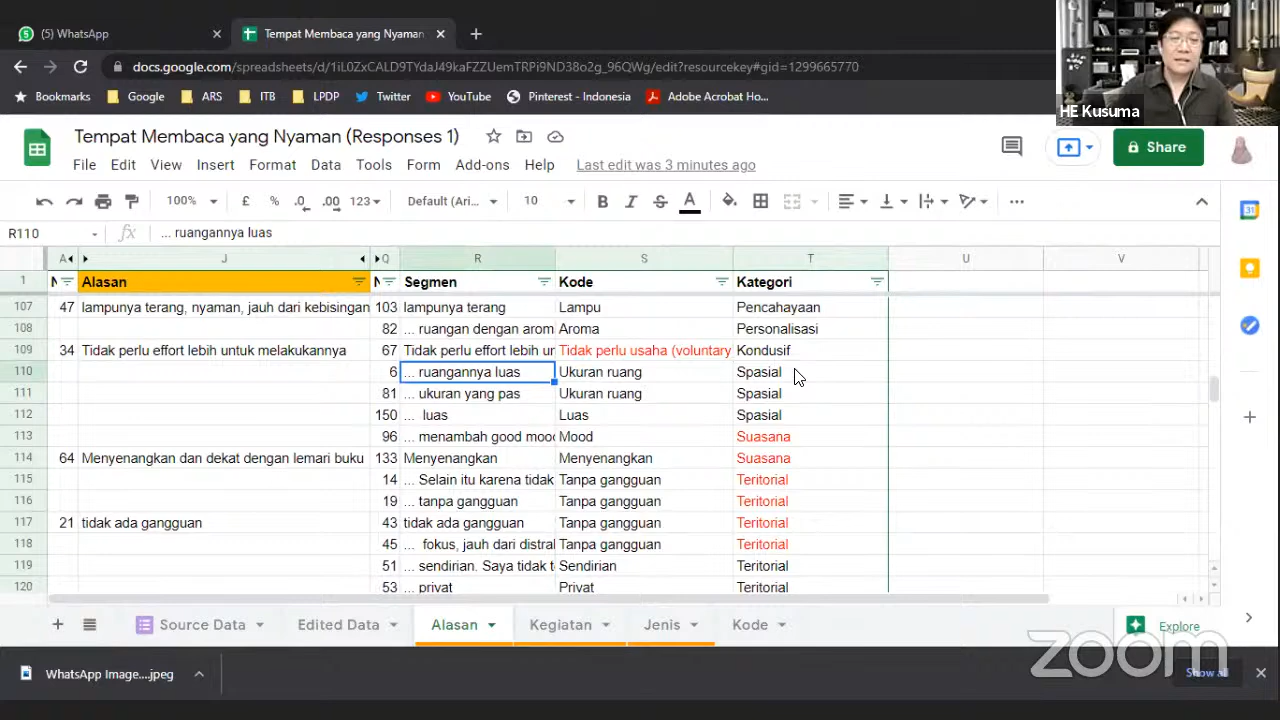 (5) WhatsApp
Tempat Membaca yang Nyaman
docs.google.com/spreadsheets/d/1iL0ZxCALD9TYdaJ49kaFZZUemTRPi9ND38o2g_96QWg/edit?resourcekey#gid=1299665770
Bookmarks Google ARS ITB LPDP Twitter YouTube Pinterest - Indonesia Adobe Acrobat Ho...
HE Kusuma
Tempat Membaca yang Nyaman (Responses 1)
File Edit View Insert Format Data Tools Form Add-ons Help Last edit was 3 minutes ago
Share
100% £ % .0 .00 123 Default (Ari... 10 B I S A
R110 fx ... ruangannya luas
A J Q R S T U V
1 N Alasan N Segmen Kode Kategori
107 47 lampunya terang, nyaman, jauh dari kebisingan 103 lampunya terang Lampu Pencahayaan
108 82 ... ruangan dengan arom Aroma Personalisasi
109 34 Tidak perlu effort lebih untuk melakukannya 67 Tidak perlu effort lebih un Tidak perlu usaha (voluntary Kondusif
110 6 ... ruangannya luas Ukuran ruang Spasial
111 81 ... ukuran yang pas Ukuran ruang Spasial
112 150 ... luas Luas Spasial
113 96 ... menambah good mood Mood Suasana
114 64 Menyenangkan dan dekat dengan lemari buku 133 Menyenangkan Menyenangkan Suasana
115 14 ... Selain itu karena tidak Tanpa gangguan Teritorial
116 19 ... tanpa gangguan Tanpa gangguan Teritorial
117 21 tidak ada gangguan 43 tidak ada gangguan Tanpa gangguan Teritorial
118 45 ... fokus, jauh dari distral Tanpa gangguan Teritorial
119 51 ... sendirian. Saya tidak t Sendirian Teritorial
120 53 ... privat Privat Teritorial
Source Data Edited Data Alasan Kegiatan Jenis Kode Explore
zoom
WhatsApp Image....jpeg
Show all